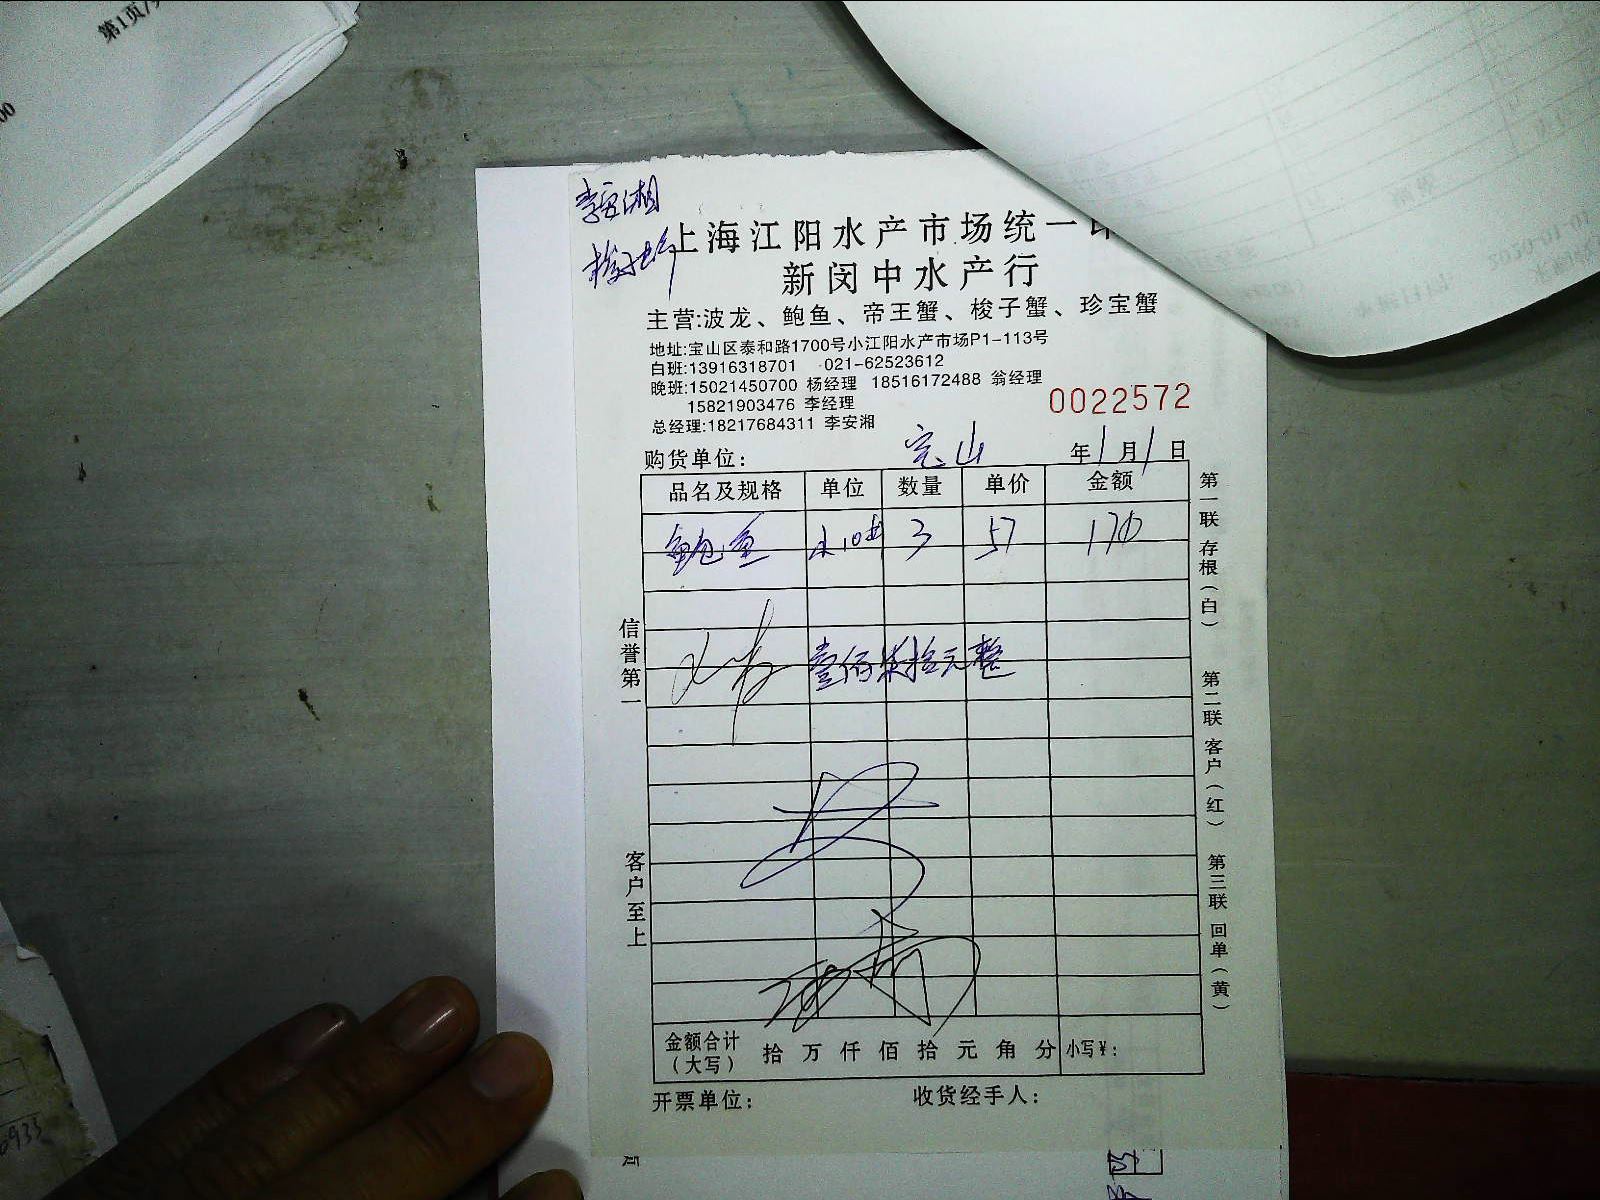 第1页/
00
李安湘
上海江阳水产市场统一
新闵中水产行
主营:波龙、鲍鱼、帝王蟹、梭子蟹、珍宝蟹
地址:宝山区泰和路1700号小江阳水产市场P1-113号
白班:13916318701 021-62523612
晚班:15021450700 杨经理 18516172488 翁经理
15821903476 李经理
总经理:18217684311 李安湘
0022572
购货单位: 宝山 年1月1日
品名及规格 单位 数量 单价 金额
鲍鱼 3 57 170
壹佰柒拾元整
信誉第一
客户至上
第一联 存根(白)
第二联 客户(红)
第三联 回单(黄)
金额合计
(大写)
拾 万 仟 佰 拾 元 角 分 小写¥:
开票单位: 收货经手人:
6933